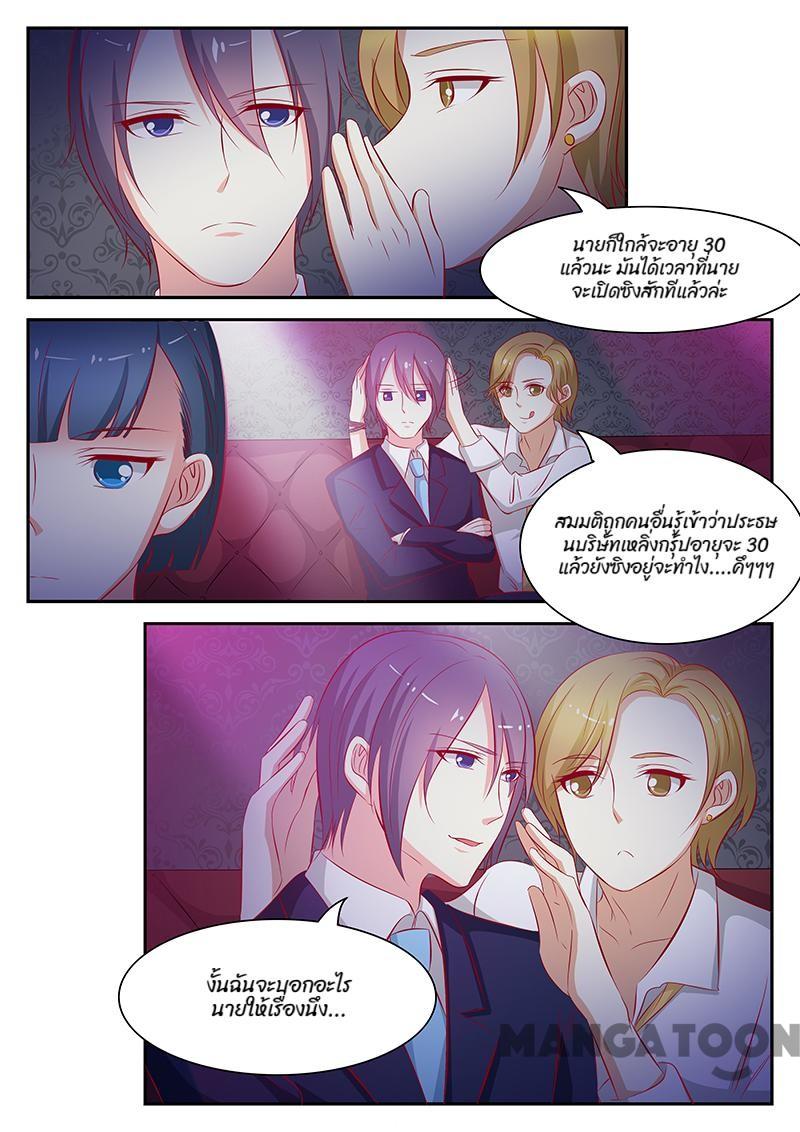 นายก็ใกล้จะอายุ 30
แล้วนะ มันได้เวลาที่นาย
จะเปิดซิงสักทีแล้วล่ะ
สมมติถูกคนอื่นรู้เข้าว่าประธษ
นบริษัทเหลิ่งกรุ๊ปอายุจะ 30
แล้วยังซิงอยู่จะทำไง....คึๆๆๆ
งั้นฉันจะบอกอะไร
นายให้เรื่องนึง...
MANGATOON